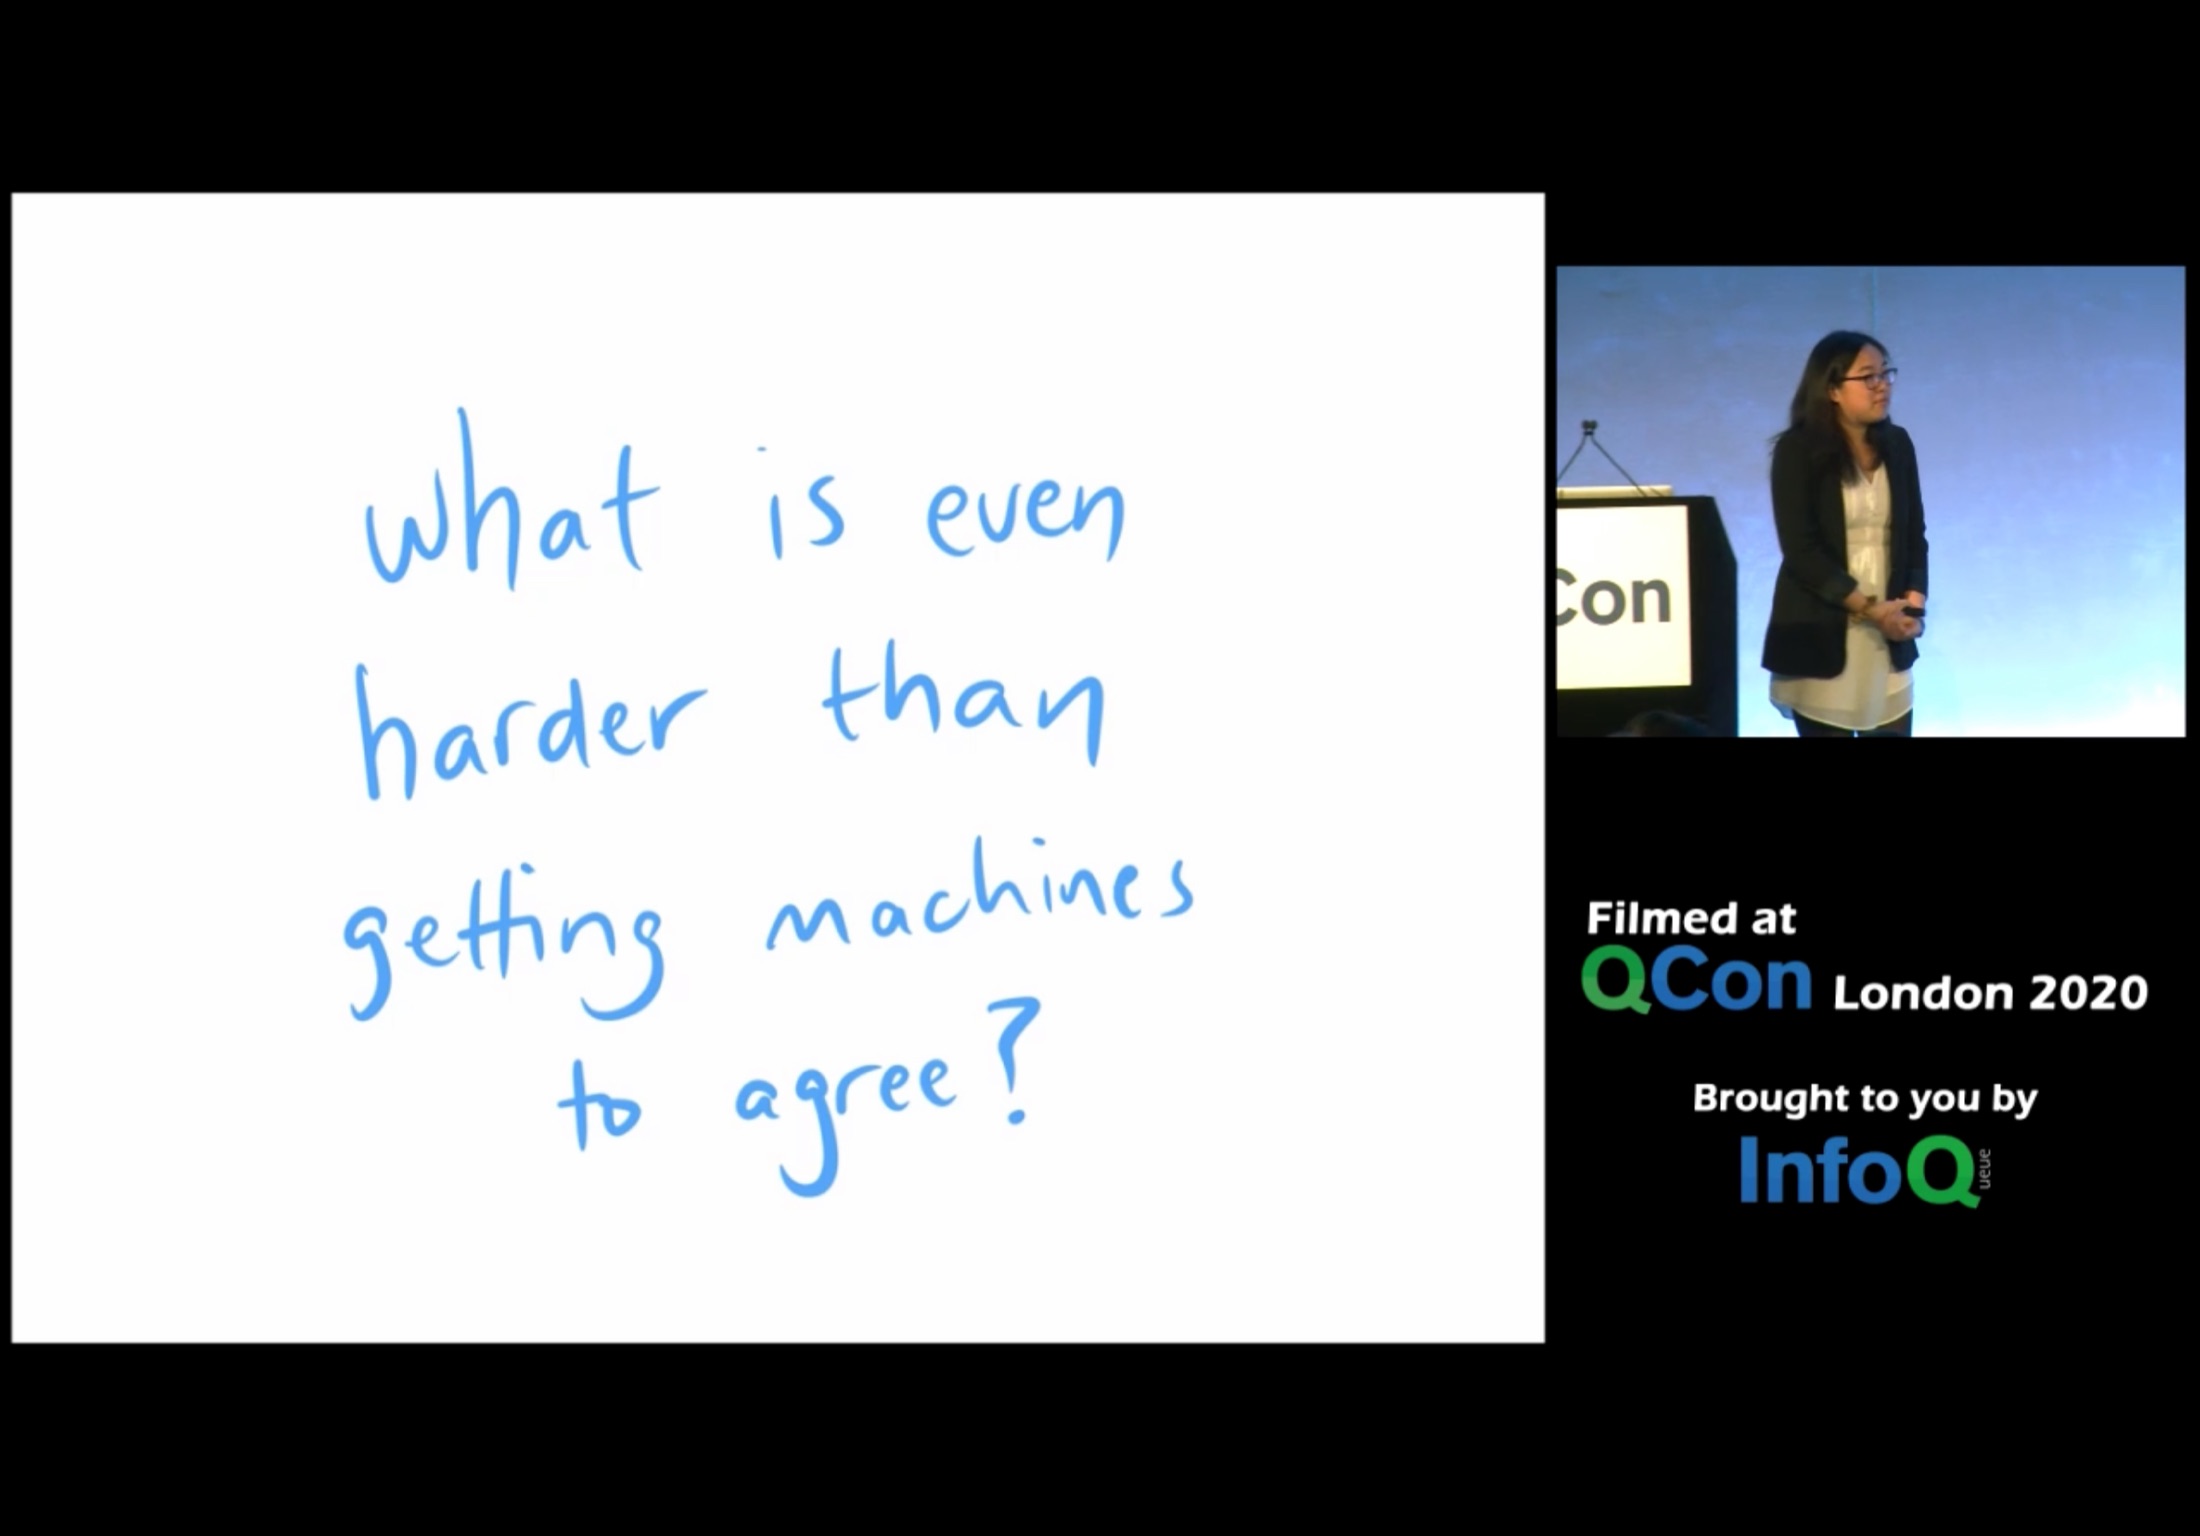 what is even
harder than
getting machines
to agree?
Con
Filmed at
QCon London 2020
Brought to you by
InfoQ
ueue